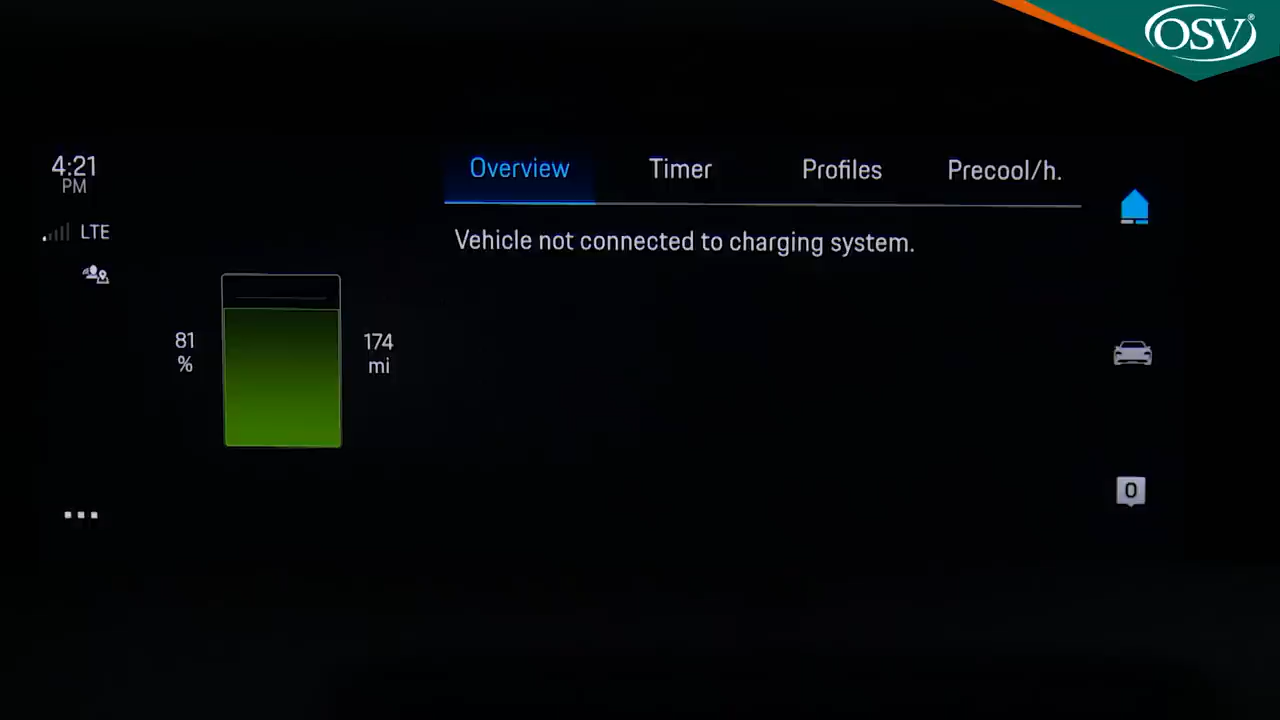 OSV®
4:21
PM
LTE
Overview
Timer
Profiles
Precool/h.
Vehicle not connected to charging system.
81
%
174
mi
0